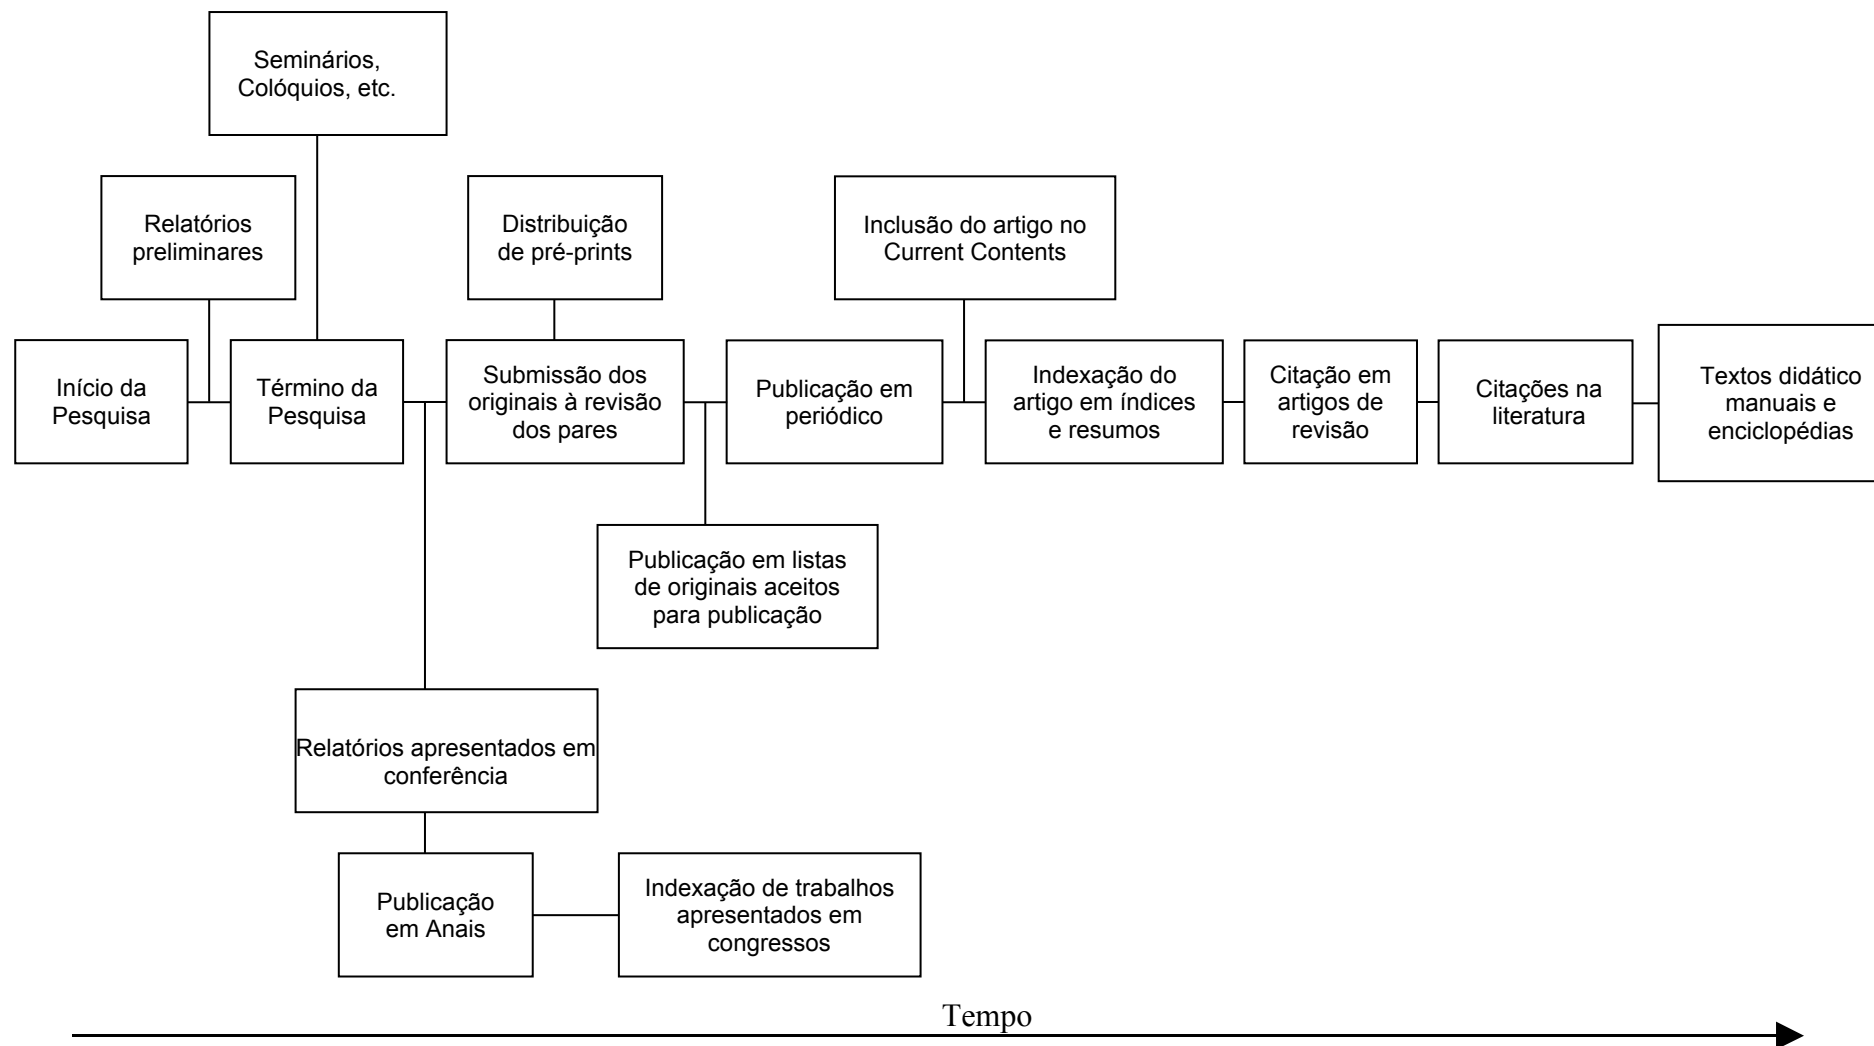 Seminários,
Colóquios, etc.
Relatórios
preliminares
Distribuição
de pré-prints
Inclusão do artigo no
Current Contents
Início da
Pesquisa
Término da
Pesquisa
Submissão dos
originais à revisão
dos pares
Publicação em
periódico
Indexação do
artigo em índices
e resumos
Citação em
artigos de
revisão
Citações na
literatura
Textos didático
manuais e
enciclopédias
Publicação em listas
de originais aceitos
para publicação
Relatórios apresentados em
conferência
Publicação
em Anais
Indexação de trabalhos
apresentados em
congressos
Tempo